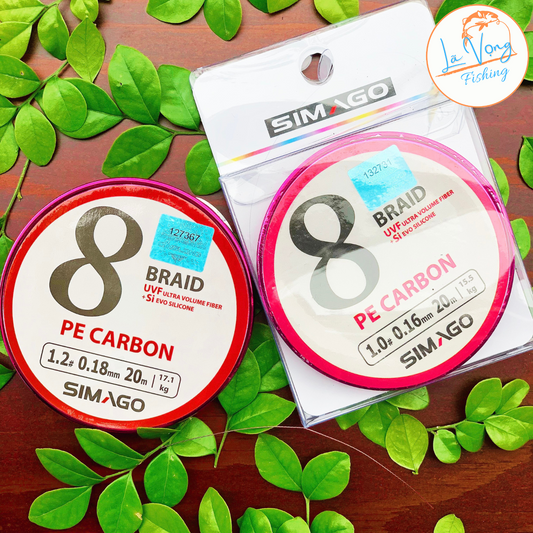 Lã Vọng
Fishing
SIMAGO
132731
8
BRAID
UVF ULTRA VOLUME FIBER
+ Si EVO SILICONE
PE CARBON
1.0# 0.16mm 20m 15.5 kg
SIMAGO
127367
8
BRAID
UVF ULTRA VOLUME FIBER
+ Si EVO SILICONE
PE CARBON
1.2# 0.18mm 20m 17.1 kg
SIMAGO